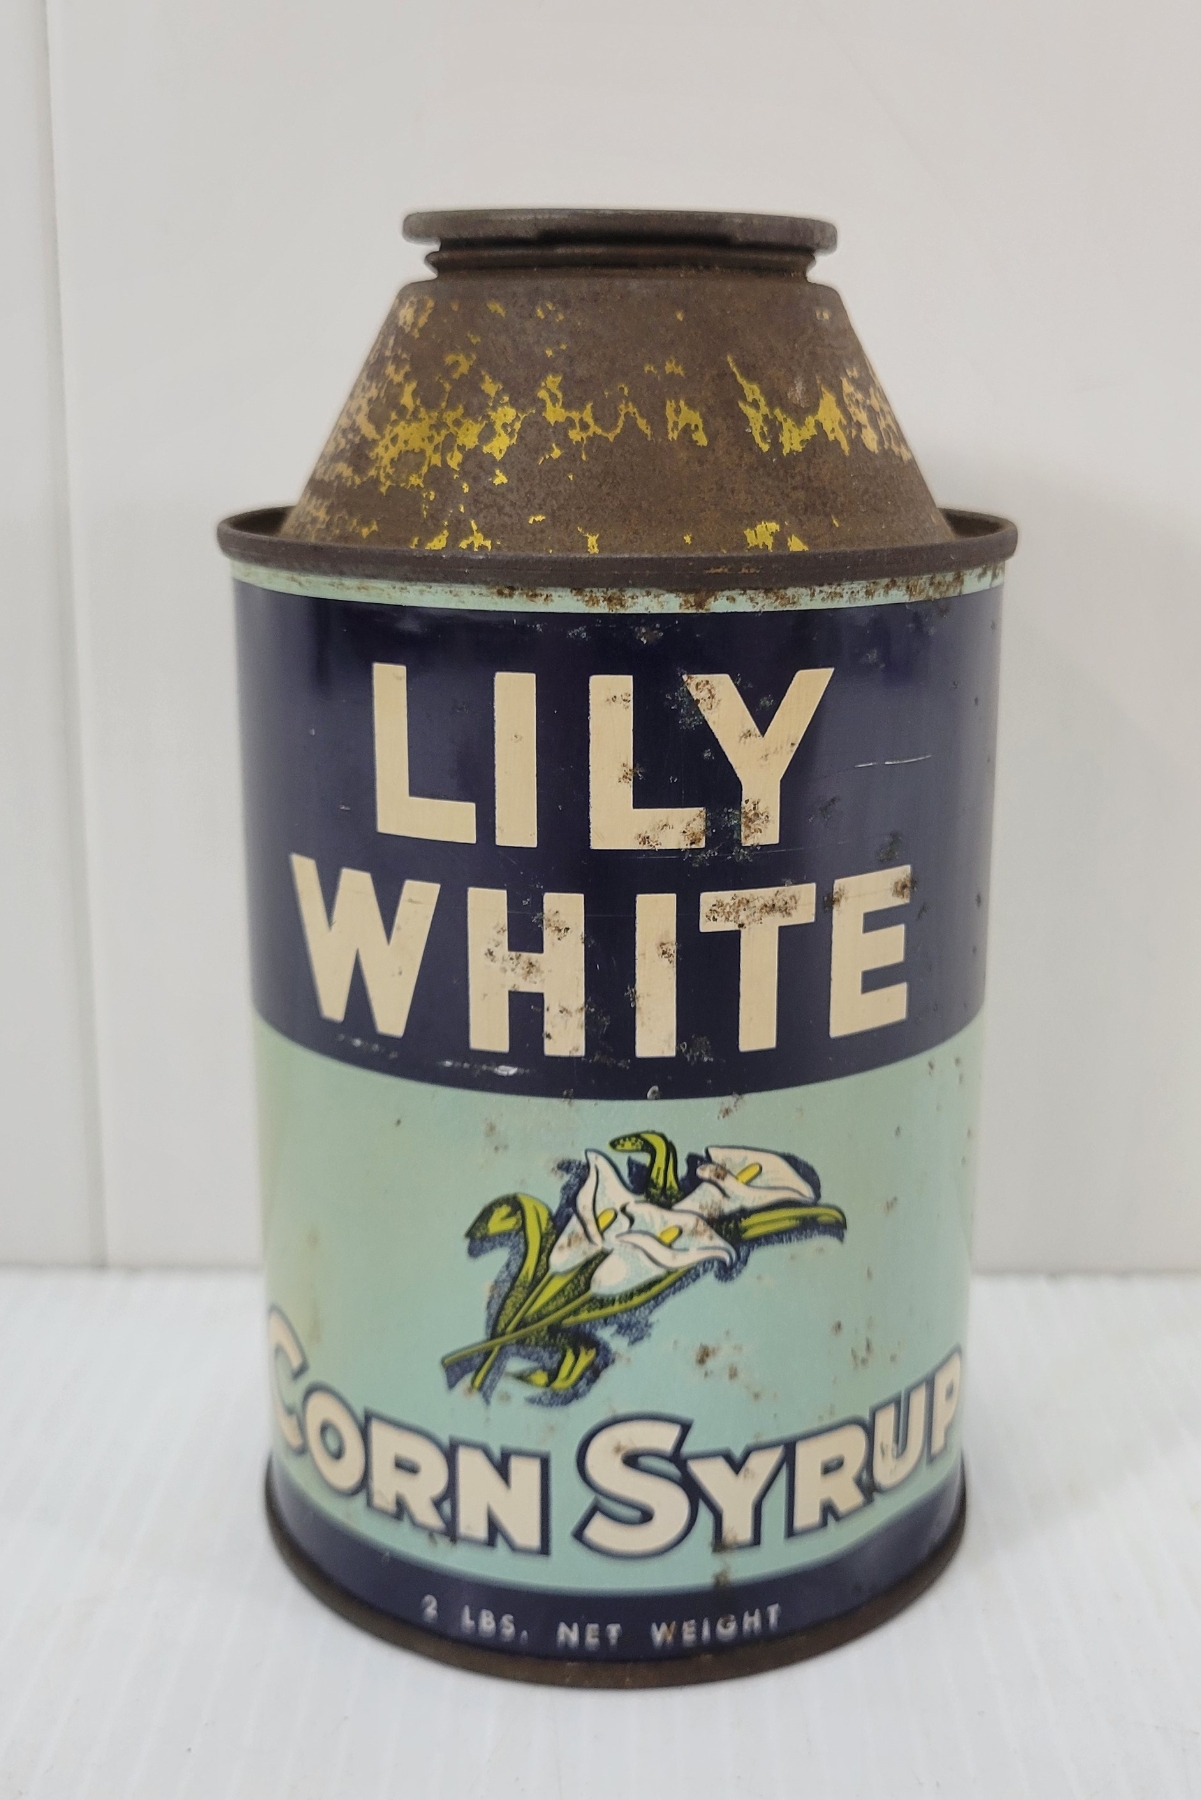 LILY
WHITE
CORN SYRUP
2 LBS. NET WEIGHT